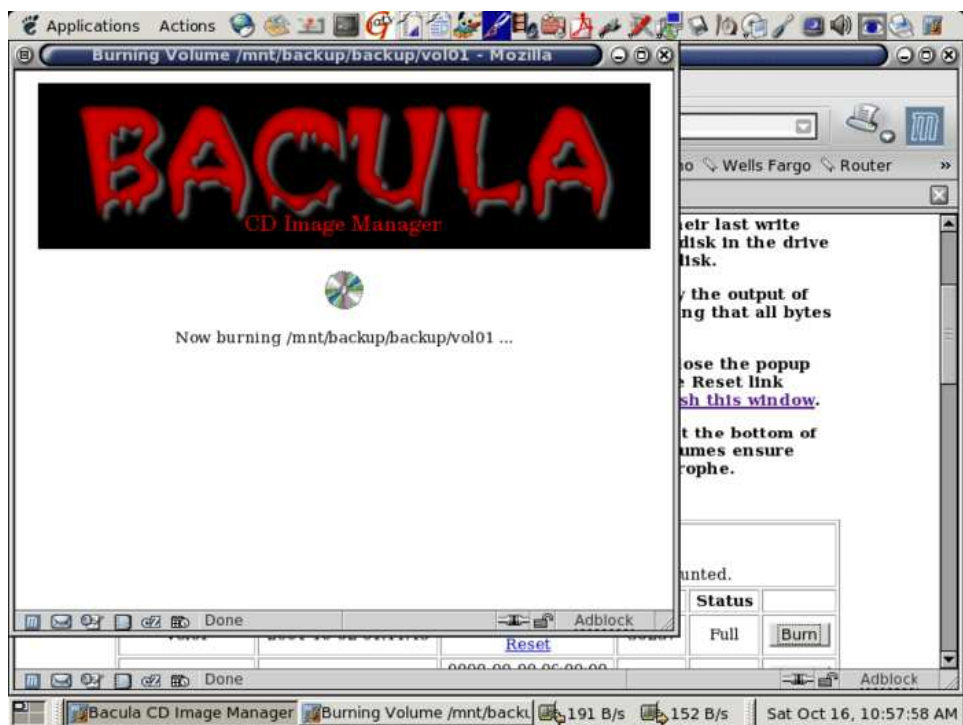 Applications Actions
Burning Volume /mnt/backup/backup/vol01 - Mozilla
BACULA
CD Image Manager
Now burning /mnt/backup/backup/vol01 ...
Done
Adblock
Wells Fargo Router »
eir last write
disk in the drive
disk.
the output of
ng that all bytes
ose the popup
Reset link
sh this window.
t the bottom of
umes ensure
rophe.
unted.
Status
Reset
Full
Burn
Done
Adblock
Bacula CD Image Manager
Burning Volume /mnt/backu
191 B/s
152 B/s
Sat Oct 16, 10:57:58 AM